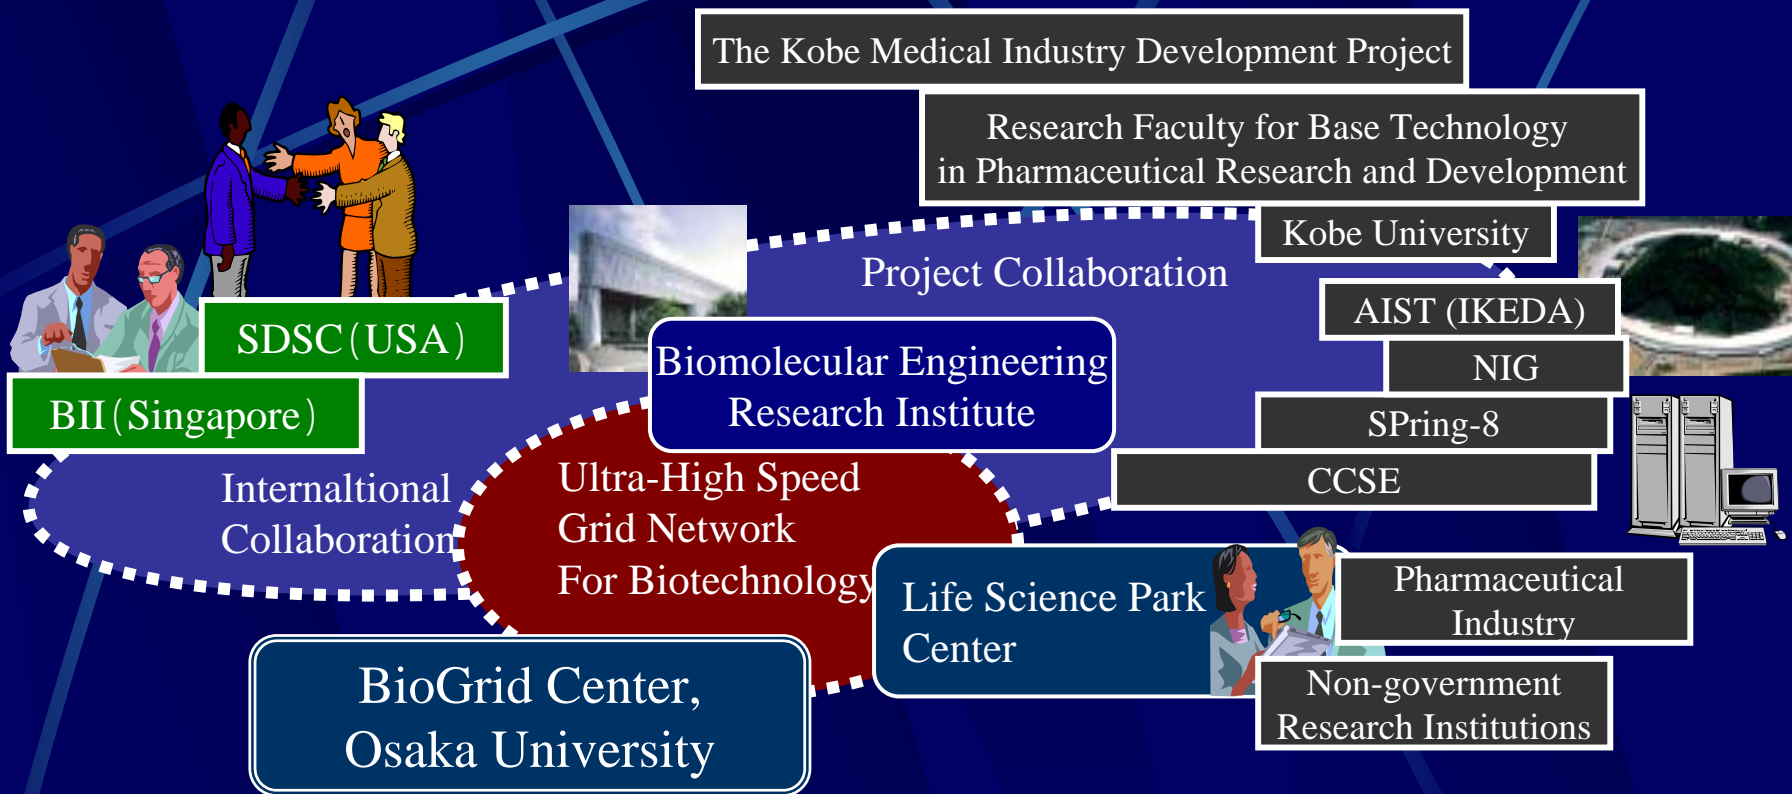 The Kobe Medical Industry Development Project
Research Faculty for Base Technology
in Pharmaceutical Research and Development
Kobe University
Project Collaboration
AIST (IKEDA)
SDSC(USA)
Biomolecular Engineering
Research Institute
NIG
BII(Singapore)
SPring-8
CCSE
Internaltional
Collaboration
Ultra-High Speed
Grid Network
For Biotechnology
Life Science Park
Center
Pharmaceutical
Industry
BioGrid Center,
Osaka University
Non-government
Research Institutions